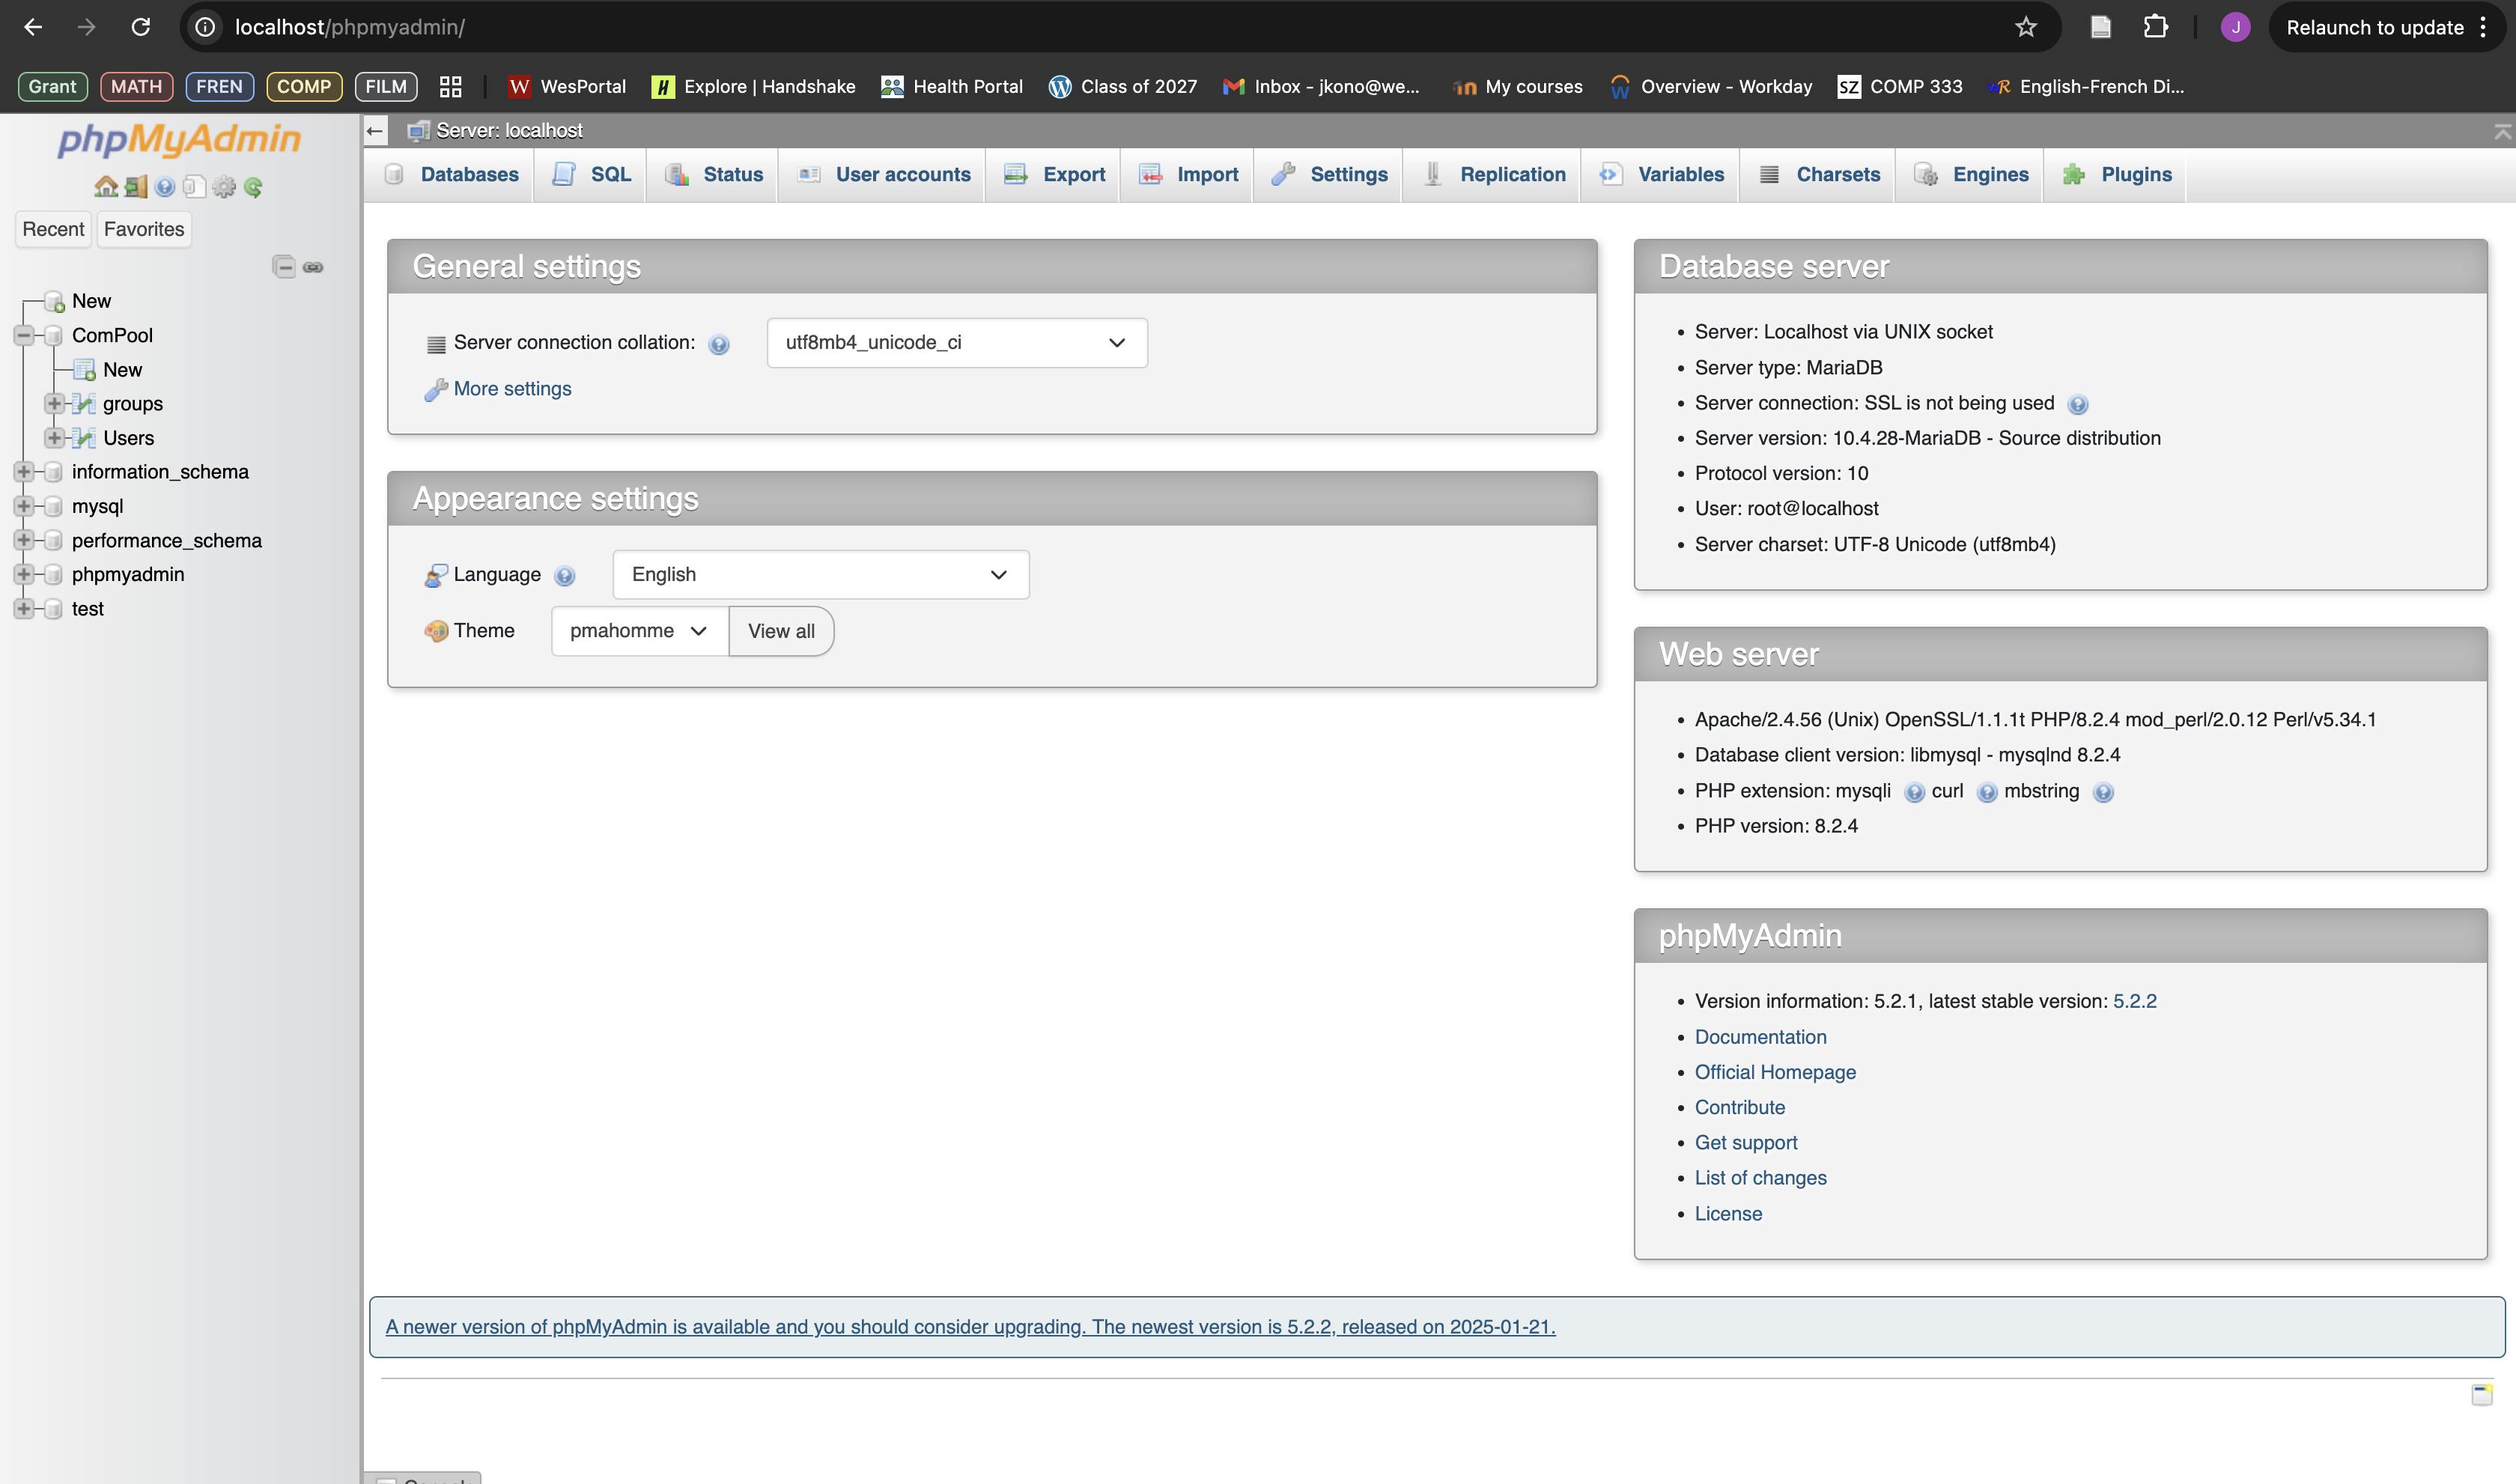 localhost/phpmyadmin/
J
Relaunch to update
Grant
MATH
FREN
COMP
FILM
W WesPortal
H Explore | Handshake
Health Portal
Class of 2027
Inbox - jkono@we...
My courses
Overview - Workday
SZ COMP 333
English-French Di...
phpMyAdmin
Recent
Favorites
New
ComPool
New
groups
Users
information_schema
mysql
performance_schema
phpmyadmin
test
Server: localhost
Databases
SQL
Status
User accounts
Export
Import
Settings
Replication
Variables
Charsets
Engines
Plugins
General settings
Server connection collation:
utf8mb4_unicode_ci
More settings
Appearance settings
Language
English
Theme
pmahomme
View all
Database server
Server: Localhost via UNIX socket
Server type: MariaDB
Server connection: SSL is not being used
Server version: 10.4.28-MariaDB - Source distribution
Protocol version: 10
User: root@localhost
Server charset: UTF-8 Unicode (utf8mb4)
Web server
Apache/2.4.56 (Unix) OpenSSL/1.1.1t PHP/8.2.4 mod_perl/2.0.12 Perl/v5.34.1
Database client version: libmysql - mysqlnd 8.2.4
PHP extension: mysqli curl mbstring
PHP version: 8.2.4
phpMyAdmin
Version information: 5.2.1, latest stable version: 5.2.2
Documentation
Official Homepage
Contribute
Get support
List of changes
License
A newer version of phpMyAdmin is available and you should consider upgrading. The newest version is 5.2.2, released on 2025-01-21.